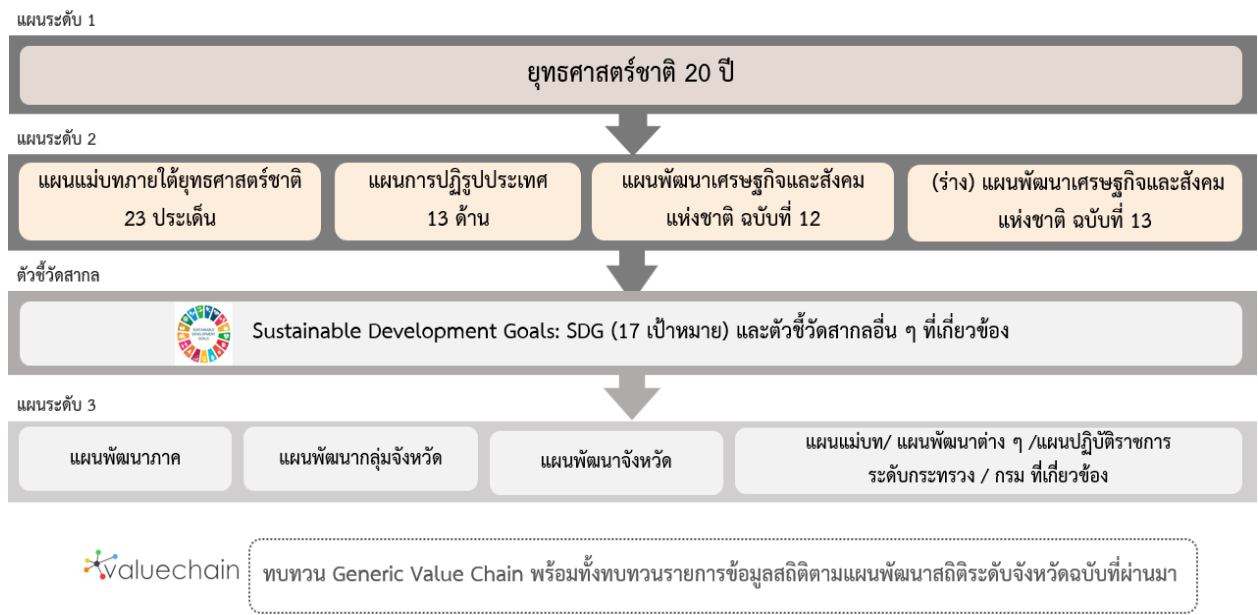 แผนระดับ 1
ยุทธศาสตร์ชาติ 20 ปี
แผนระดับ 2
แผนแม่บทภายใต้ยุทธศาสตร์ชาติ
23 ประเด็น
แผนการปฏิรูปประเทศ
13 ด้าน
แผนพัฒนาเศรษฐกิจและสังคม
แห่งชาติ ฉบับที่ 12
(ร่าง) แผนพัฒนาเศรษฐกิจและสังคม
แห่งชาติ ฉบับที่ 13
ตัวชี้วัดสากล
SUSTAINABLE
DEVELOPMENT
GOALS
Sustainable Development Goals: SDG (17 เป้าหมาย) และตัวชี้วัดสากลอื่น ๆ ที่เกี่ยวข้อง
แผนระดับ 3
แผนพัฒนาภาค
แผนพัฒนากลุ่มจังหวัด
แผนพัฒนาจังหวัด
แผนแม่บท/ แผนพัฒนาต่าง ๆ /แผนปฏิบัติราชการ
ระดับกระทรวง / กรม ที่เกี่ยวข้อง
valuechain
ทบทวน Generic Value Chain พร้อมทั้งทบทวนรายการข้อมูลสถิติตามแผนพัฒนาสถิติระดับจังหวัดฉบับที่ผ่านมา